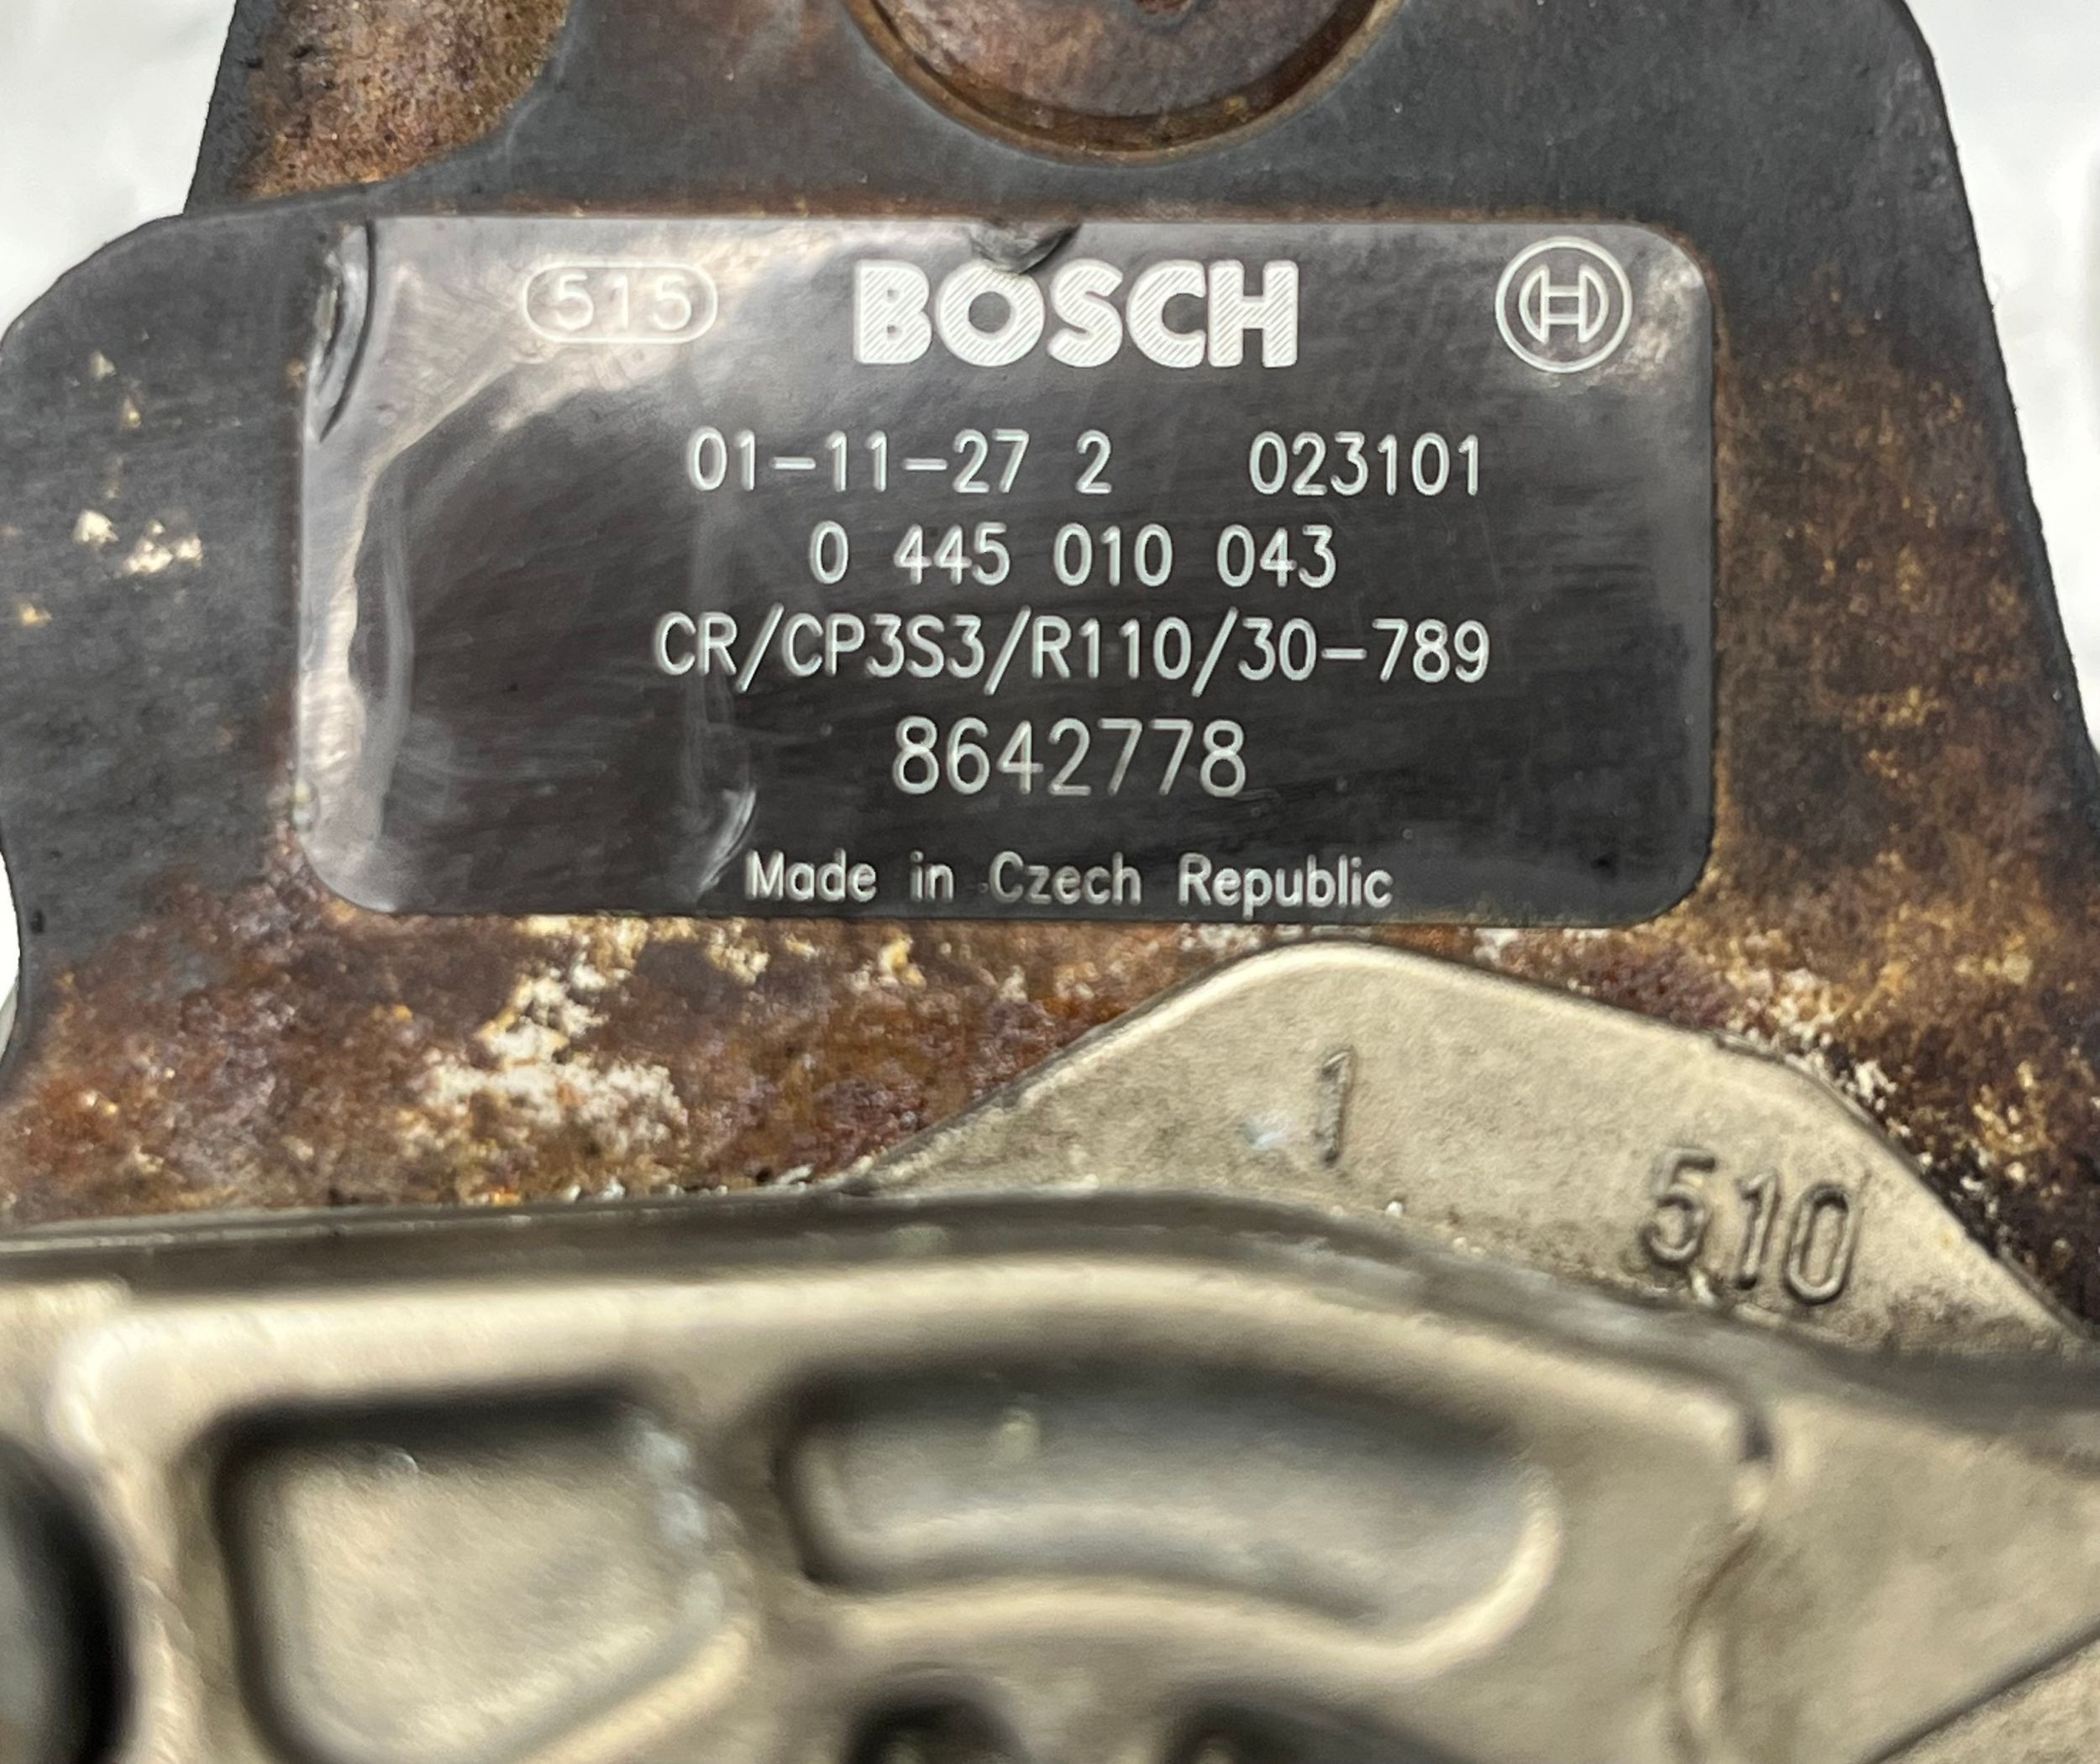 515 BOSCH
01-11-27 2 023101
0 445 010 043
CR/CP3S3/R110/30-789
8642778
Made in Czech Republic
1
510